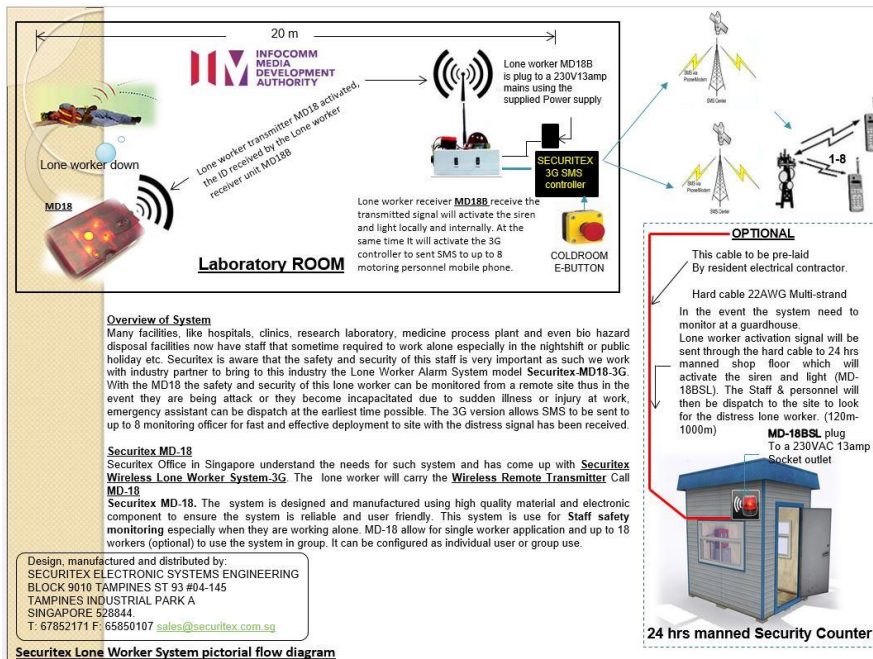 20 m
INFOCOMM
MEDIA
DEVELOPMENT
AUTHORITY
Lone worker MD18B
is plug to a 230V13amp
mains using the
supplied Power supply
Lone worker down
MD18
Lone worker transmitter MD18 activated,
the ID received by the Lone worker
receiver unit MD18B
SECURITEX
3G SMS
controller
Lone worker receiver MD18B receive the
transmitted signal will activate the siren
and light locally and internally. At the
same time It will activate the 3G
controller to sent SMS to up to 8
motoring personnel mobile phone.
COLDROOM
E-BUTTON
Laboratory ROOM
SMS via
Phone/Modem
SMS Center
SMS via
Phone/Modem
SMS Center
1-8
OPTIONAL
This cable to be pre-laid
By resident electrical contractor.
Hard cable 22AWG Multi-strand
In the event the system need to
monitor at a guardhouse.
Lone worker activation signal will be
sent through the hard cable to 24 hrs
manned shop floor which will
activate the siren and light (MD-
18BSL). The Staff & personnel will
then be dispatch to the site to look
for the distress lone worker. (120m-
1000m)
MD-18BSL plug
To a 230VAC 13amp
Socket outlet
24 hrs manned Security Counter
Overview of System
Many facilities, like hospitals, clinics, research laboratory, medicine process plant and even bio hazard
disposal facilities now have staff that sometime required to work alone especially in the nightshift or public
holiday etc. Securitex is aware that the safety and security of this staff is very important as such we work
with industry partner to bring to this industry the Lone Worker Alarm System model Securitex-MD18-3G.
With the MD18 the safety and security of this lone worker can be monitored from a remote site thus in the
event they are being attack or they become incapacitated due to sudden illness or injury at work,
emergency assistant can be dispatch at the earliest time possible. The 3G version allows SMS to be sent to
up to 8 monitoring officer for fast and effective deployment to site with the distress signal has been received.
Securitex MD-18
Securitex Office in Singapore understand the needs for such system and has come up with Securitex
Wireless Lone Worker System-3G. The lone worker will carry the Wireless Remote Transmitter Call
MD-18
Securitex MD-18. The system is designed and manufactured using high quality material and electronic
component to ensure the system is reliable and user friendly. This system is use for Staff safety
monitoring especially when they are working alone. MD-18 allow for single worker application and up to 18
workers (optional) to use the system in group. It can be configured as individual user or group use.
Design, manufactured and distributed by:
SECURITEX ELECTRONIC SYSTEMS ENGINEERING
BLOCK 9010 TAMPINES ST 93 #04-145
TAMPINES INDUSTRIAL PARK A
SINGAPORE 528844.
T: 67852171 F: 65850107 sales@securitex.com.sg
Securitex Lone Worker System pictorial flow diagram